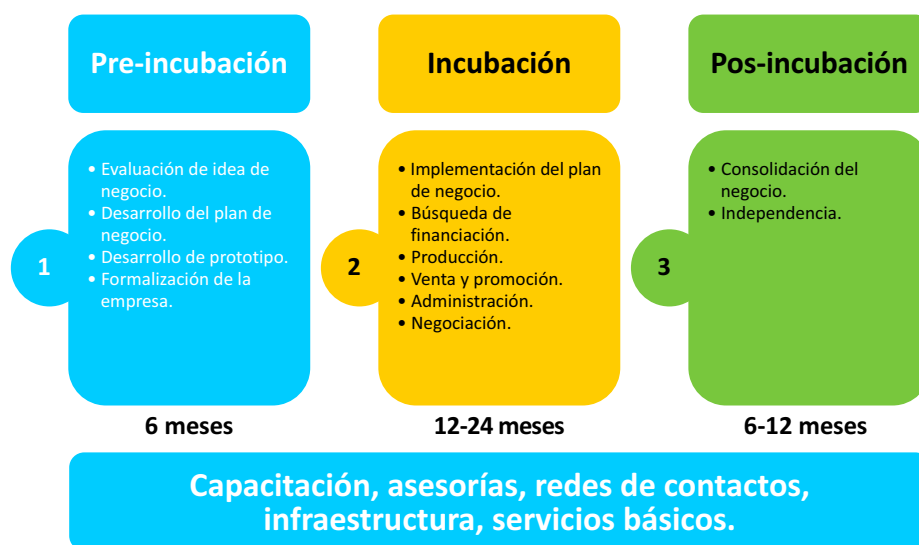 Pre-incubación
Incubación
Pos-incubación
1
• Evaluación de idea de
negocio.
• Desarrollo del plan de
negocio.
• Desarrollo de prototipo.
• Formalización de la
empresa.
2
• Implementación del plan
de negocio.
• Búsqueda de
financiación.
• Producción.
• Venta y promoción.
• Administración.
• Negociación.
3
• Consolidación del
negocio.
• Independencia.
6 meses
12-24 meses
6-12 meses
Capacitación, asesorías, redes de contactos,
infraestructura, servicios básicos.